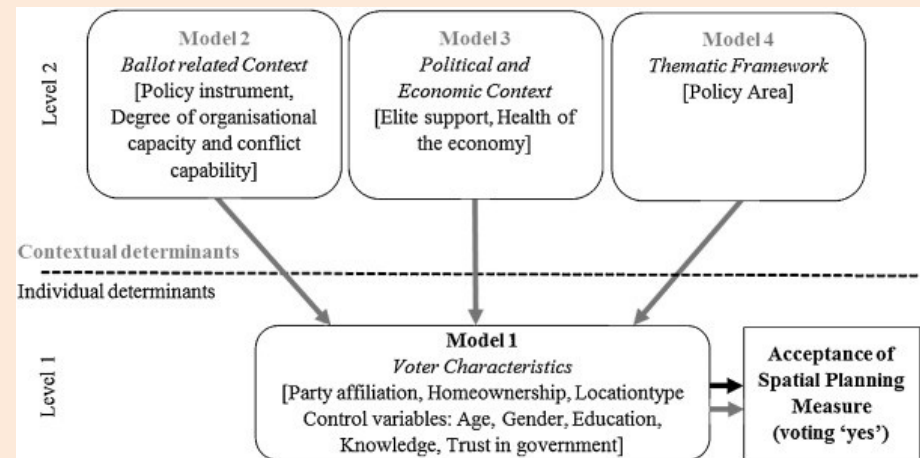 Level 2
Model 2
Ballot related Context
[Policy instrument,
Degree of organisational
capacity and conflict
capability]
Model 3
Political and
Economic Context
[Elite support, Health of
the economy]
Model 4
Thematic Framework
[Policy Area]
Contextual determinants
Individual determinants
Level 1
Model 1
Voter Characteristics
[Party affiliation, Homeownership, Locationtype
Control variables: Age, Gender, Education,
Knowledge, Trust in government]
Acceptance of
Spatial Planning
Measure
(voting ‘yes’)